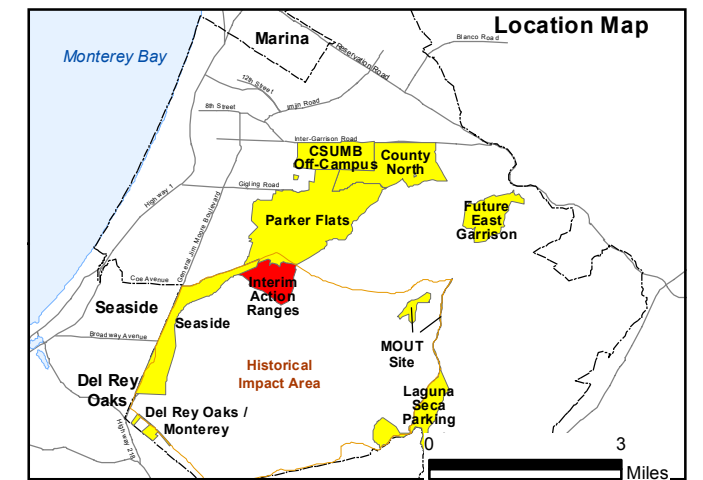 Location Map
Marina
Monterey Bay
Blanco Road
Reservation Road
12th Street
Imjin Road
8th Street
Inter-Garrison Road
CSUMB
Off-Campus
County
North
Gigling Road
Highway 1
General Jim Moore Boulevard
Parker Flats
Future
East
Garrison
Coe Avenue
Interim
Action
Ranges
Seaside
Seaside
Broadway Avenue
MOUT
Site
Historical
Impact Area
Del Rey
Oaks
Laguna
Seca
Parking
Del Rey Oaks /
Monterey
Highway 218
0
3
Miles